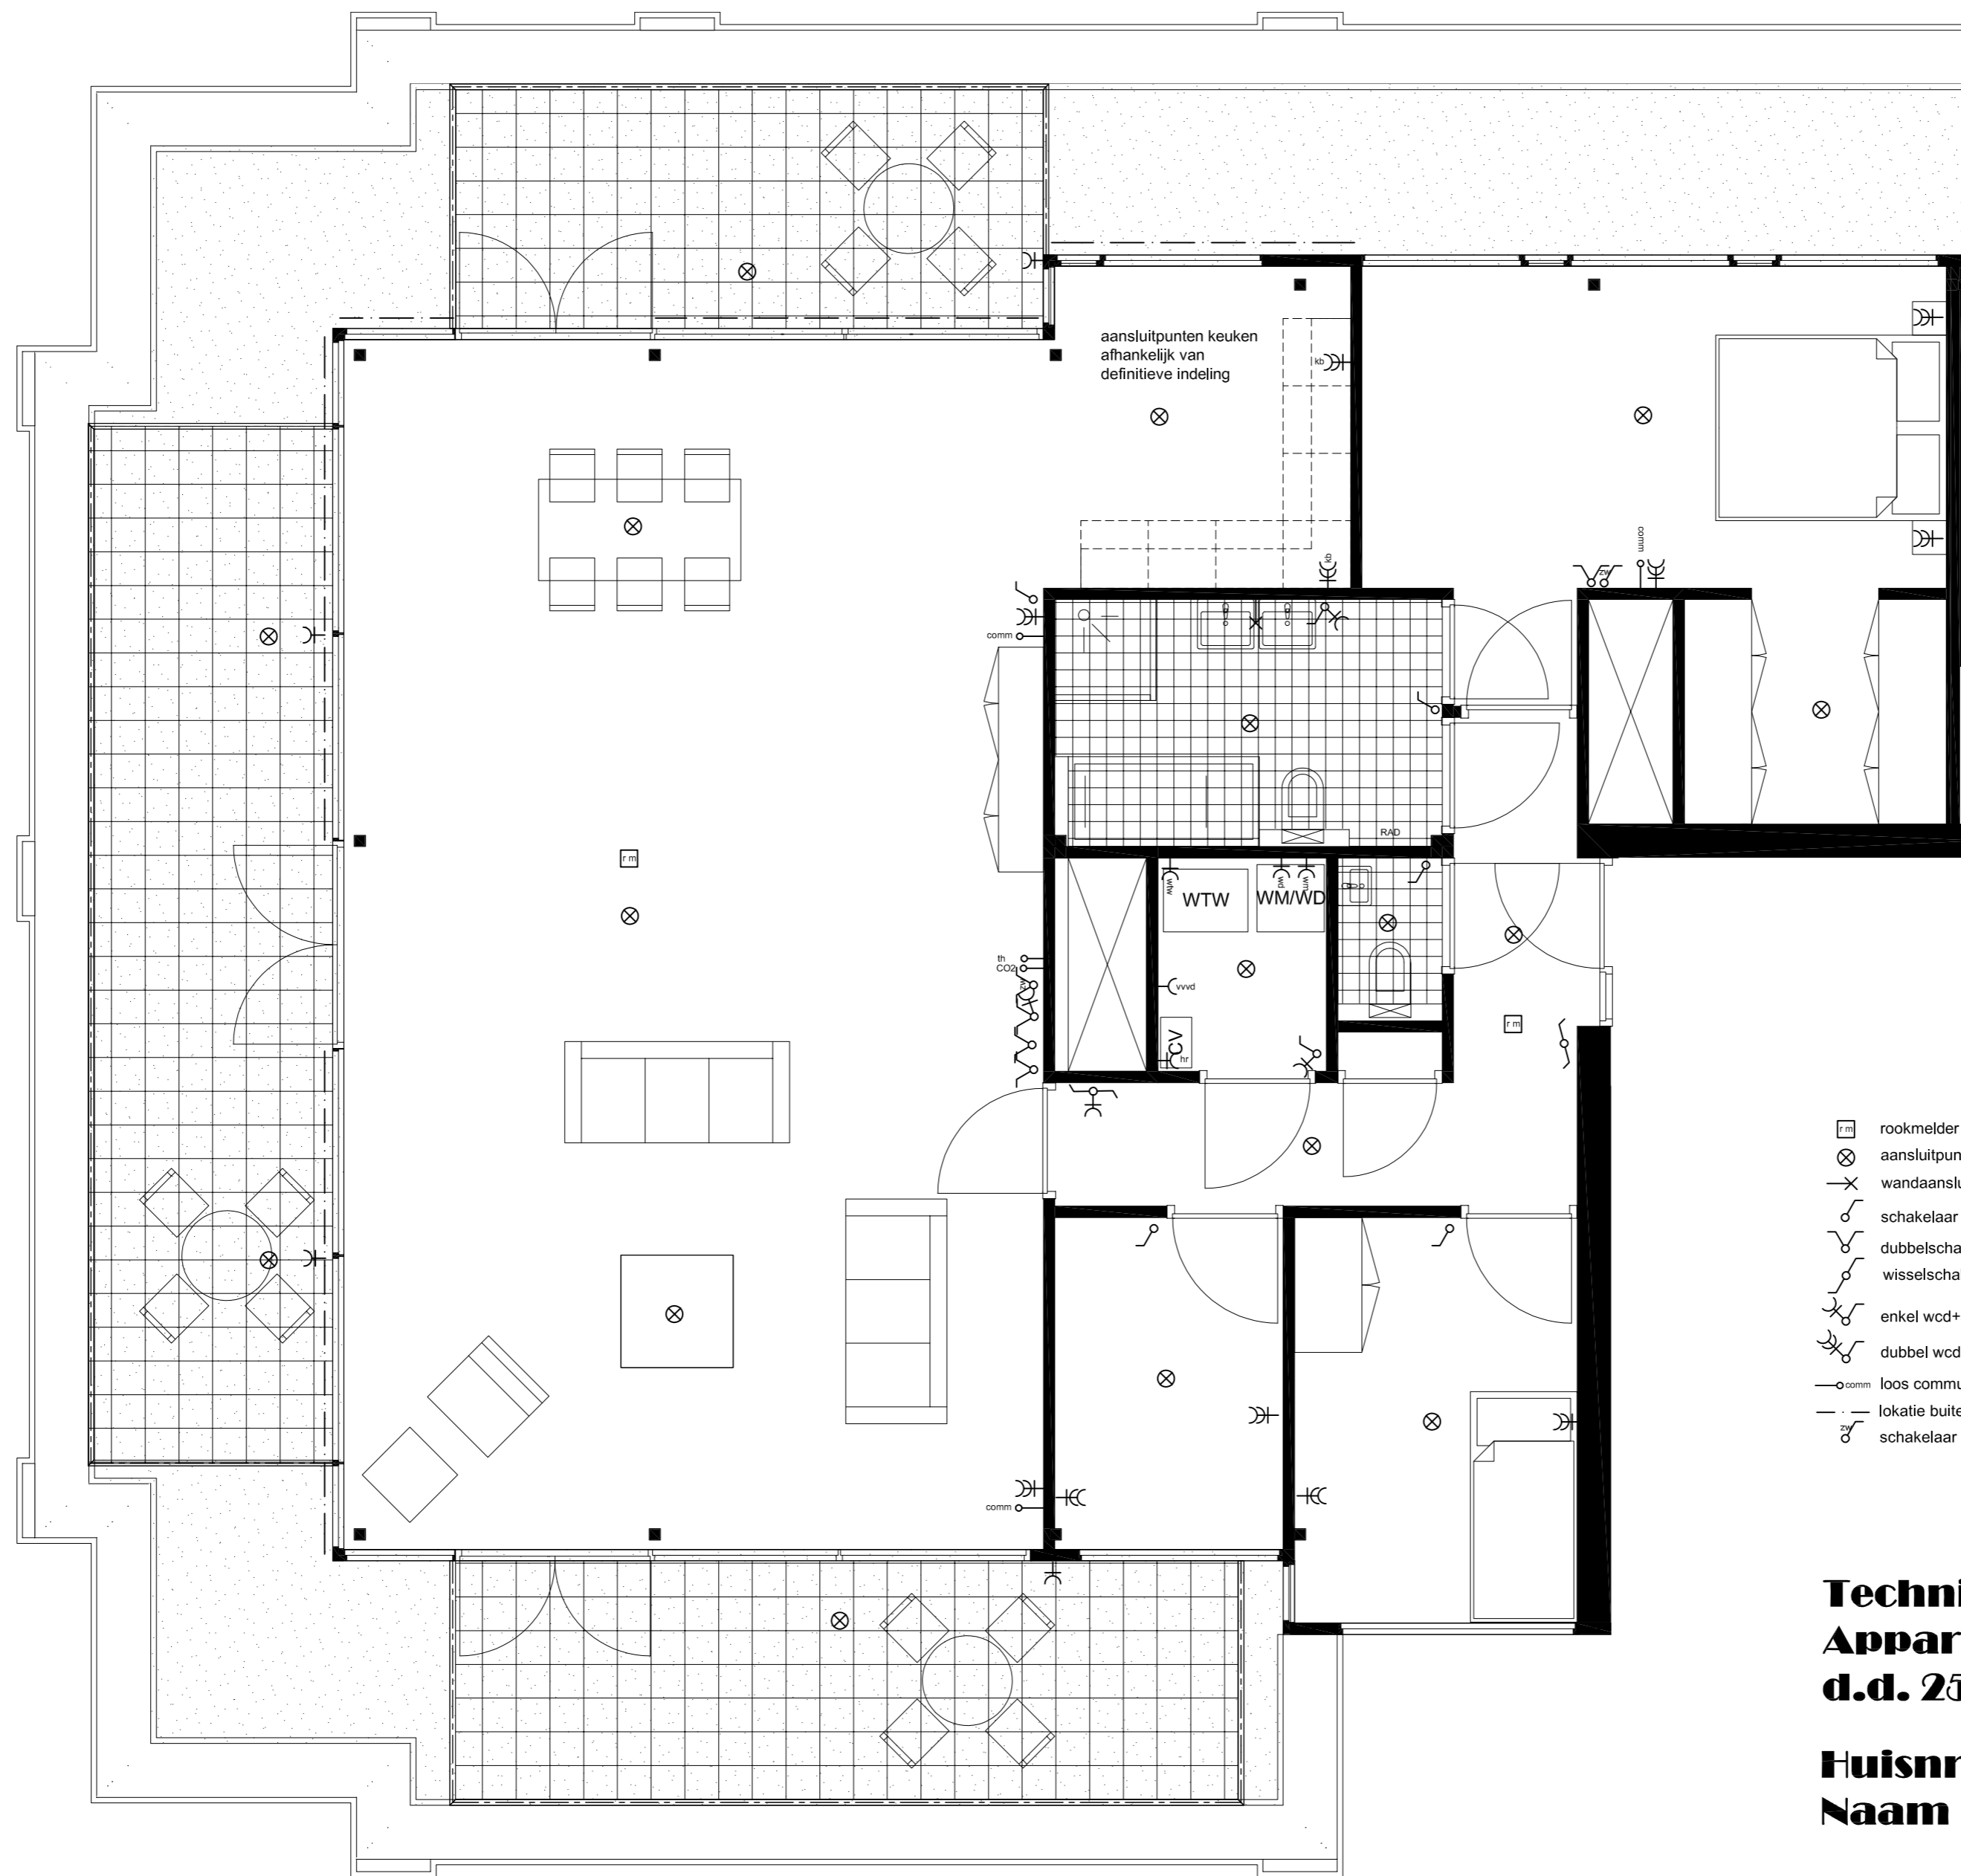 aansluitpunten keuken
afhankelijk van
definitieve indeling
kb
kb
comm
zw
comm
RAD
r m
wtw
wd
wm
WTW
WM/WD
th
CO2
zw
vvvd
CV
hr
r m
comm
r m rookmelder
aansluitpun
wandaanslu
schakelaar
dubbelscha
wisselscha
enkel wcd+
dubbel wcd
comm loos commu
lokatie buite
zw schakelaar
Techni
Appar
d.d. 25
Huisnr
Naam